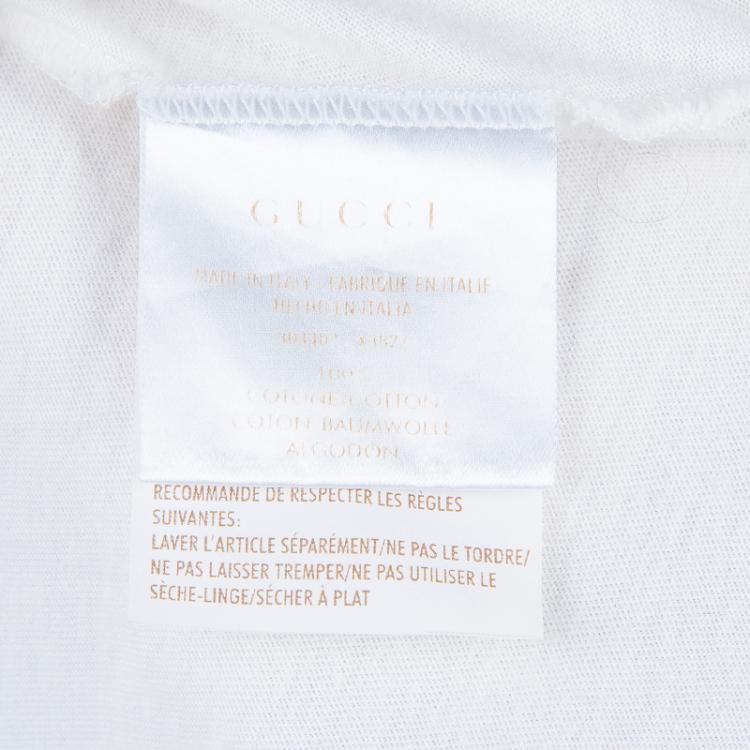 GUCCI
MADE IN ITALY - FABRIQUE EN ITALIE
HECHO EN ITALIA
100%
COTONE COTTON
COTON BAUMWOLLE
ALGODON
RECOMMANDE DE RESPECTER LES RÈGLES
SUIVANTES:
LAVER L'ARTICLE SÉPARÉMENT/NE PAS LE TORDRE/
NE PAS LAISSER TREMPER/NE PAS UTILISER LE
SÈCHE-LINGE/SÉCHER À PLAT